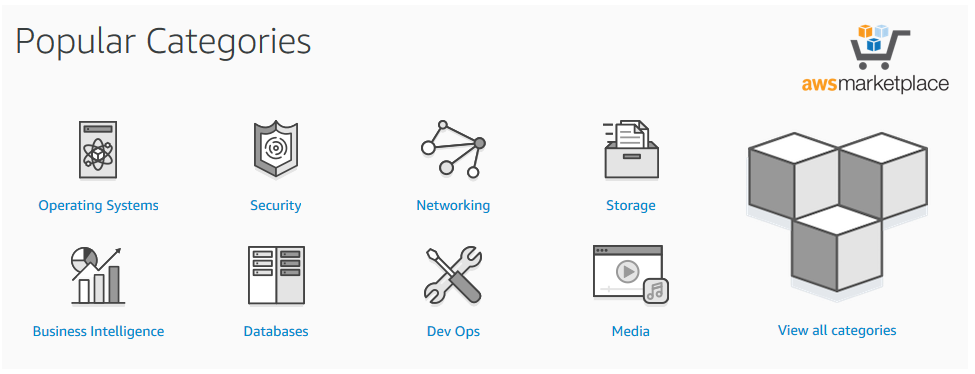 Popular Categories
awsmarketplace
Operating Systems
Security
Networking
Storage
Business Intelligence
Databases
Dev Ops
Media
View all categories